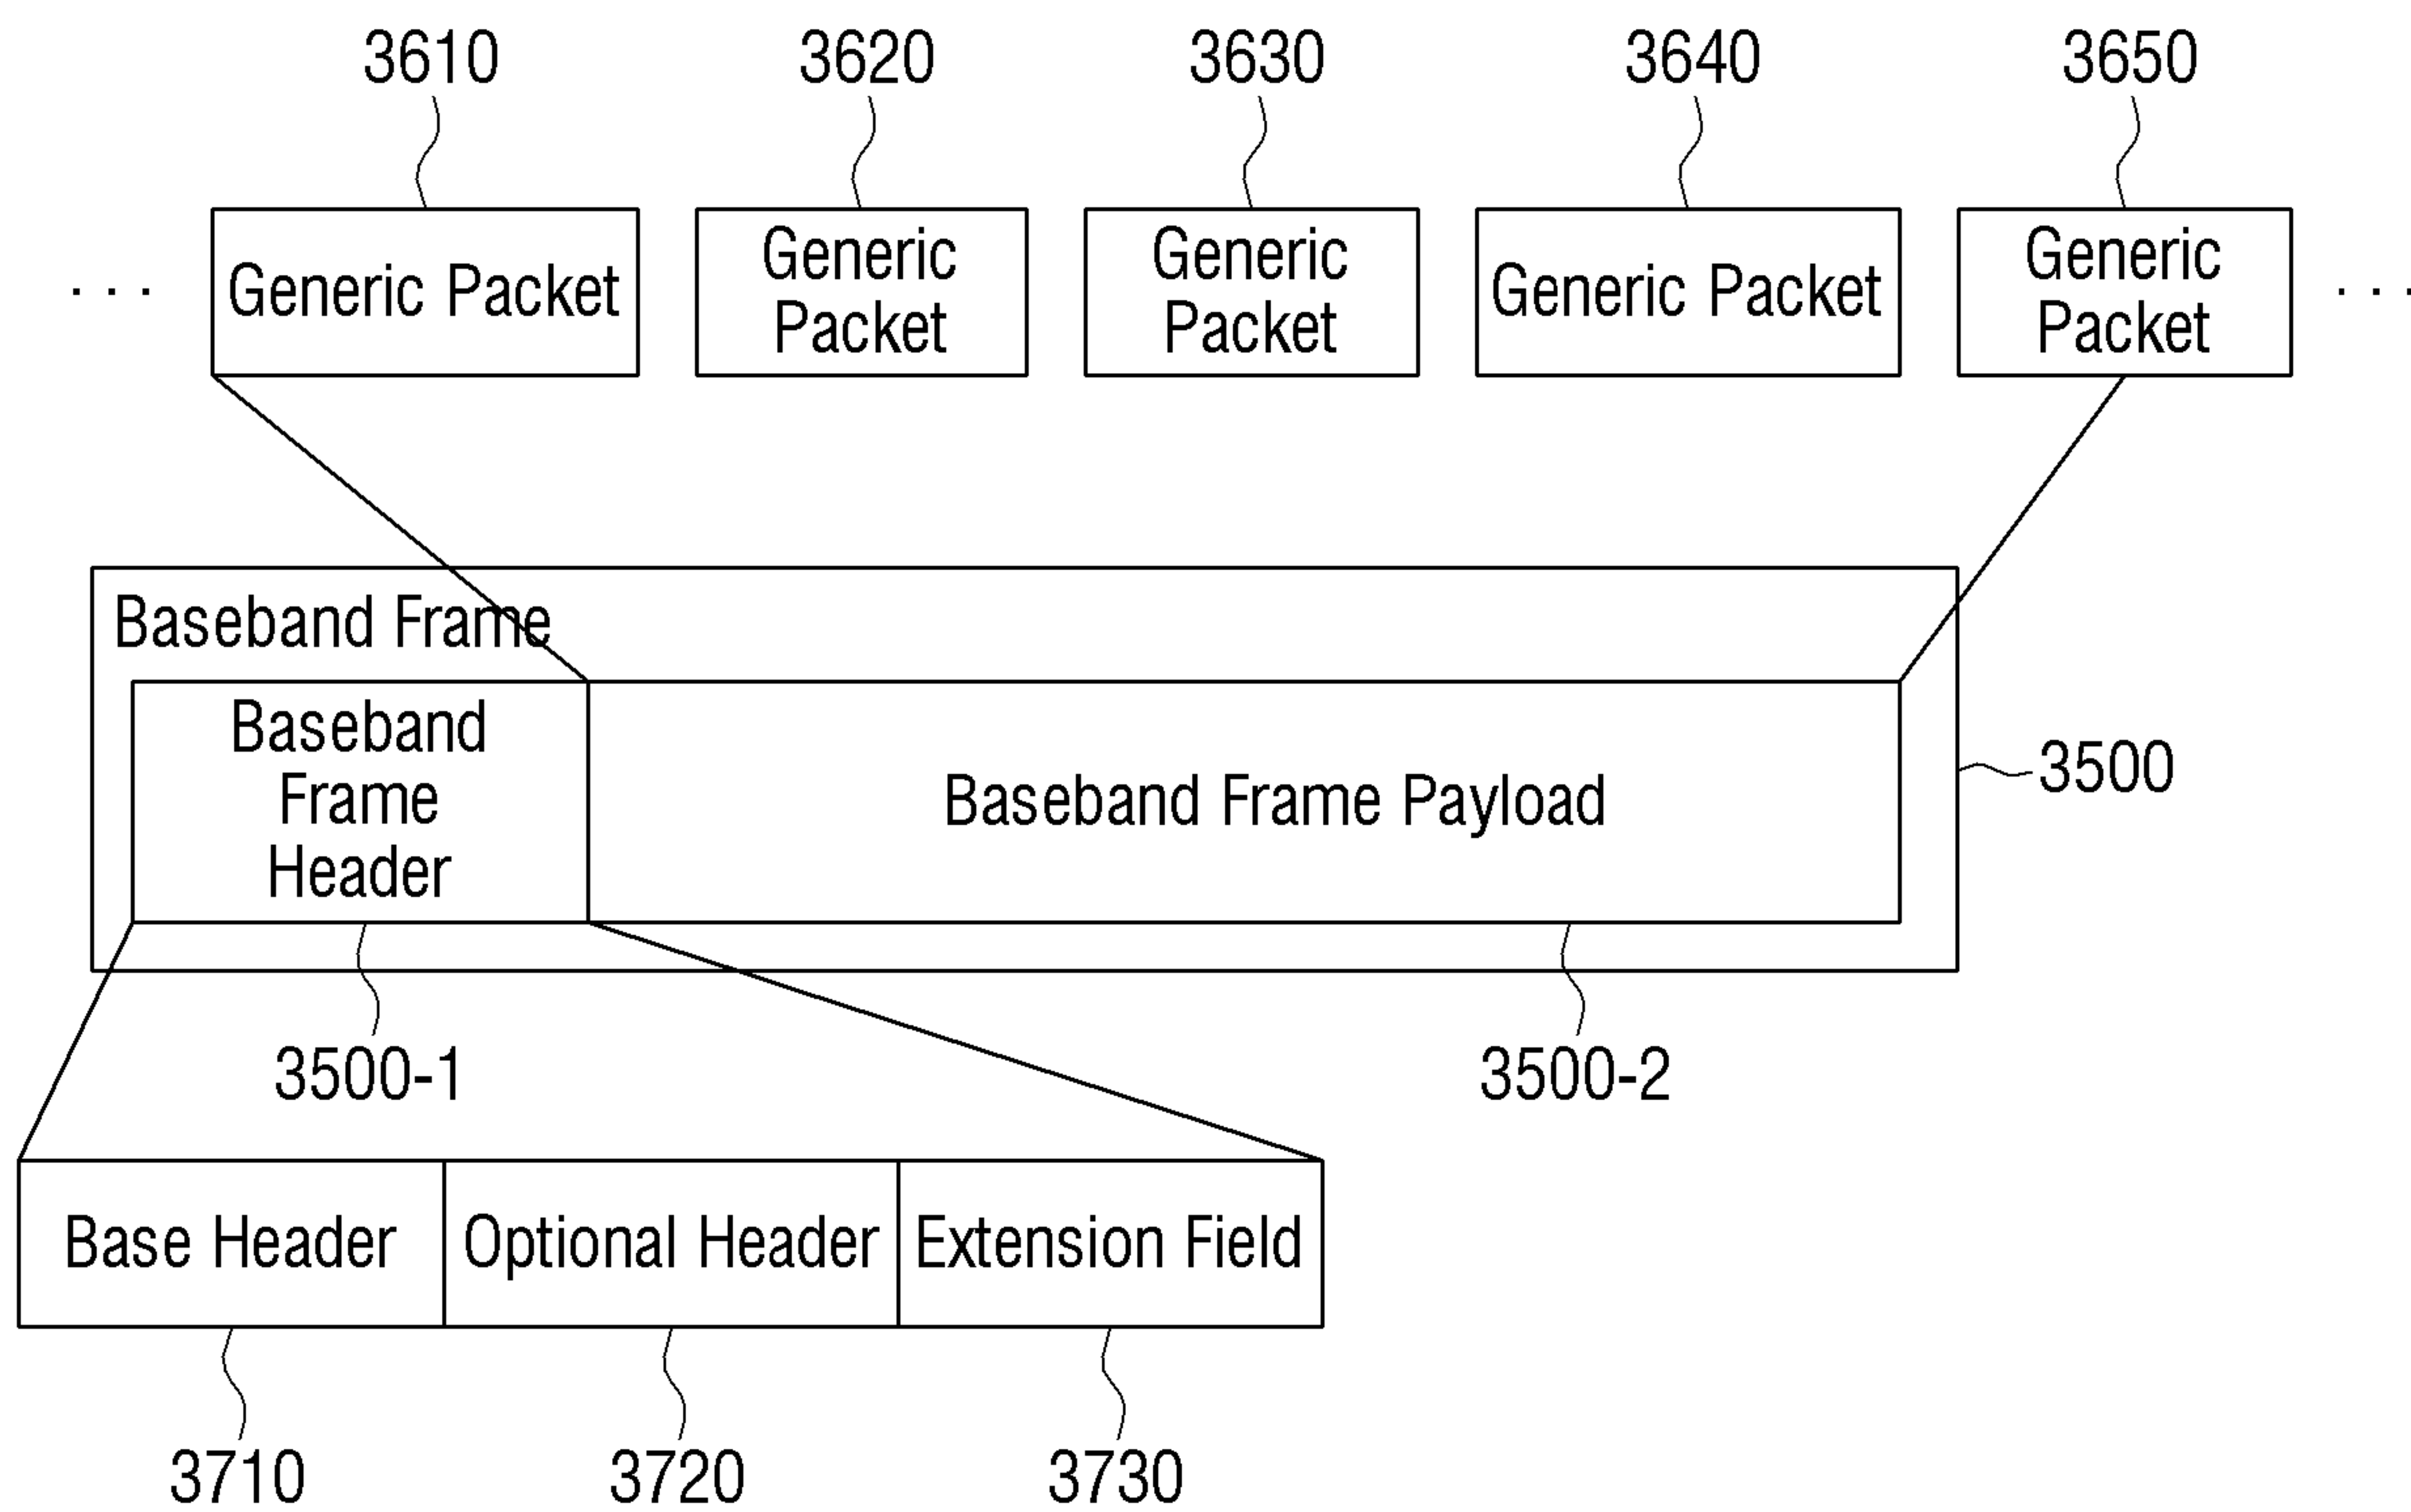 3610 3620 3630 3640 3650
... Generic Packet Generic Packet Generic Packet Generic Packet Generic Packet ...
Baseband Frame
Baseband
Frame
Header
Baseband Frame Payload
3500
3500-1 3500-2
Base Header Optional Header Extension Field
3710 3720 3730